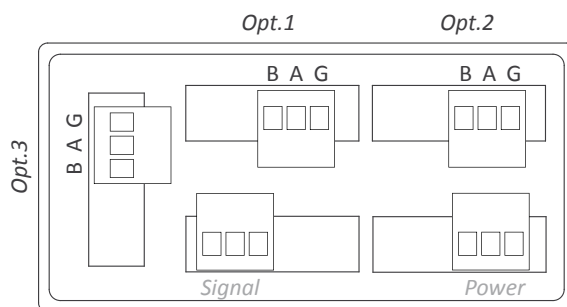 Opt.1 Opt.2
B A G B A G
Opt.3
B A G
Signal Power